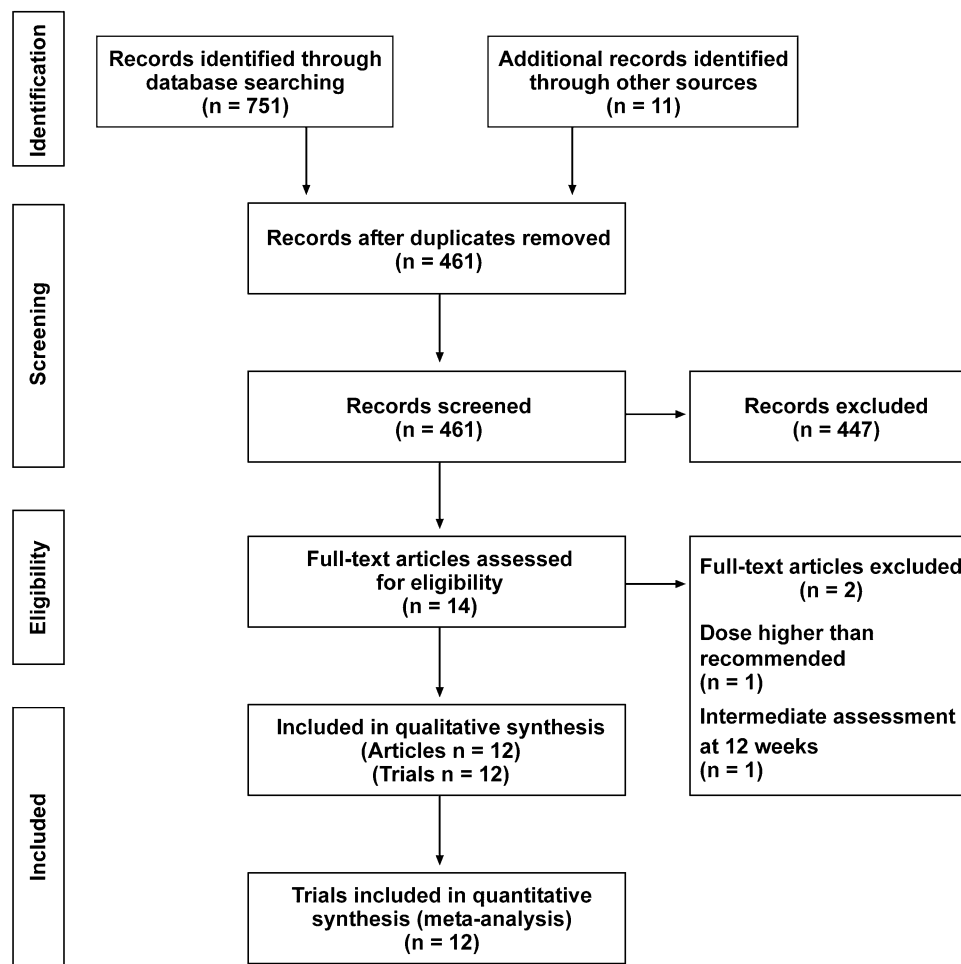 Identification
Records identified through
database searching
(n = 751)
Additional records identified
through other sources
(n = 11)
Screening
Records after duplicates removed
(n = 461)
Records screened
(n = 461)
Records excluded
(n = 447)
Eligibility
Full-text articles assessed
for eligibility
(n = 14)
Full-text articles excluded
(n = 2)
Dose higher than
recommended
(n = 1)
Intermediate assessment
at 12 weeks
(n = 1)
Included
Included in qualitative synthesis
(Articles n = 12)
(Trials n = 12)
Trials included in quantitative
synthesis (meta-analysis)
(n = 12)